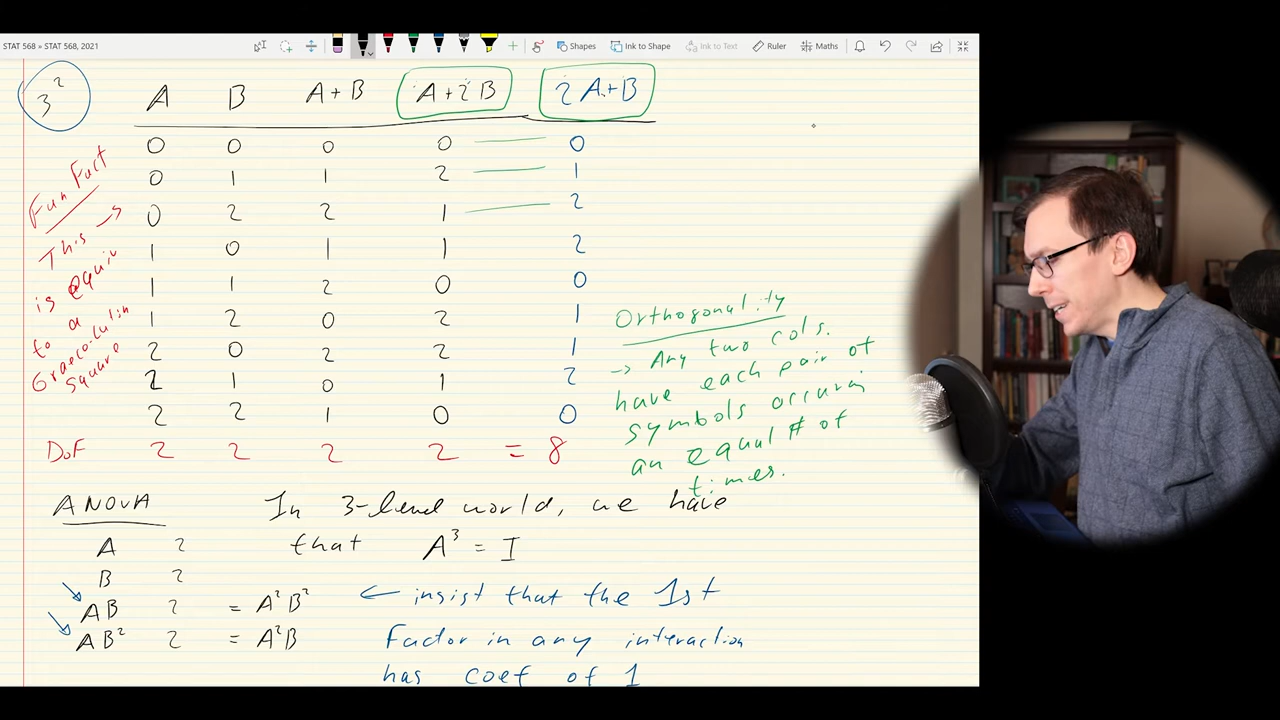 STAT 568 » STAT 568, 2021
Shapes Ink to Shape Ink to Text Ruler Maths
3² A B A+B A+2B 2A+B
0 0 0 0 0
0 1 1 2 1
0 2 2 1 2
1 0 1 1 2
1 1 2 0 0
1 2 0 2 1
2 0 2 2 1
2 1 0 1 2
2 2 1 0 0
DoF 2 2 2 2 = 8
Fun Fact
This →
is equiv
to a
Graeco-Latin
square
Orthogonality
→ Any two cols.
have each pair of
symbols occuring
an equal # of
times.
ANOVA
A 2
B 2
AB 2 = A²B²
AB² 2 = A²B
In 3-level world, we have
that A³ = I
← insist that the 1st
Factor in any interaction
has coef of 1